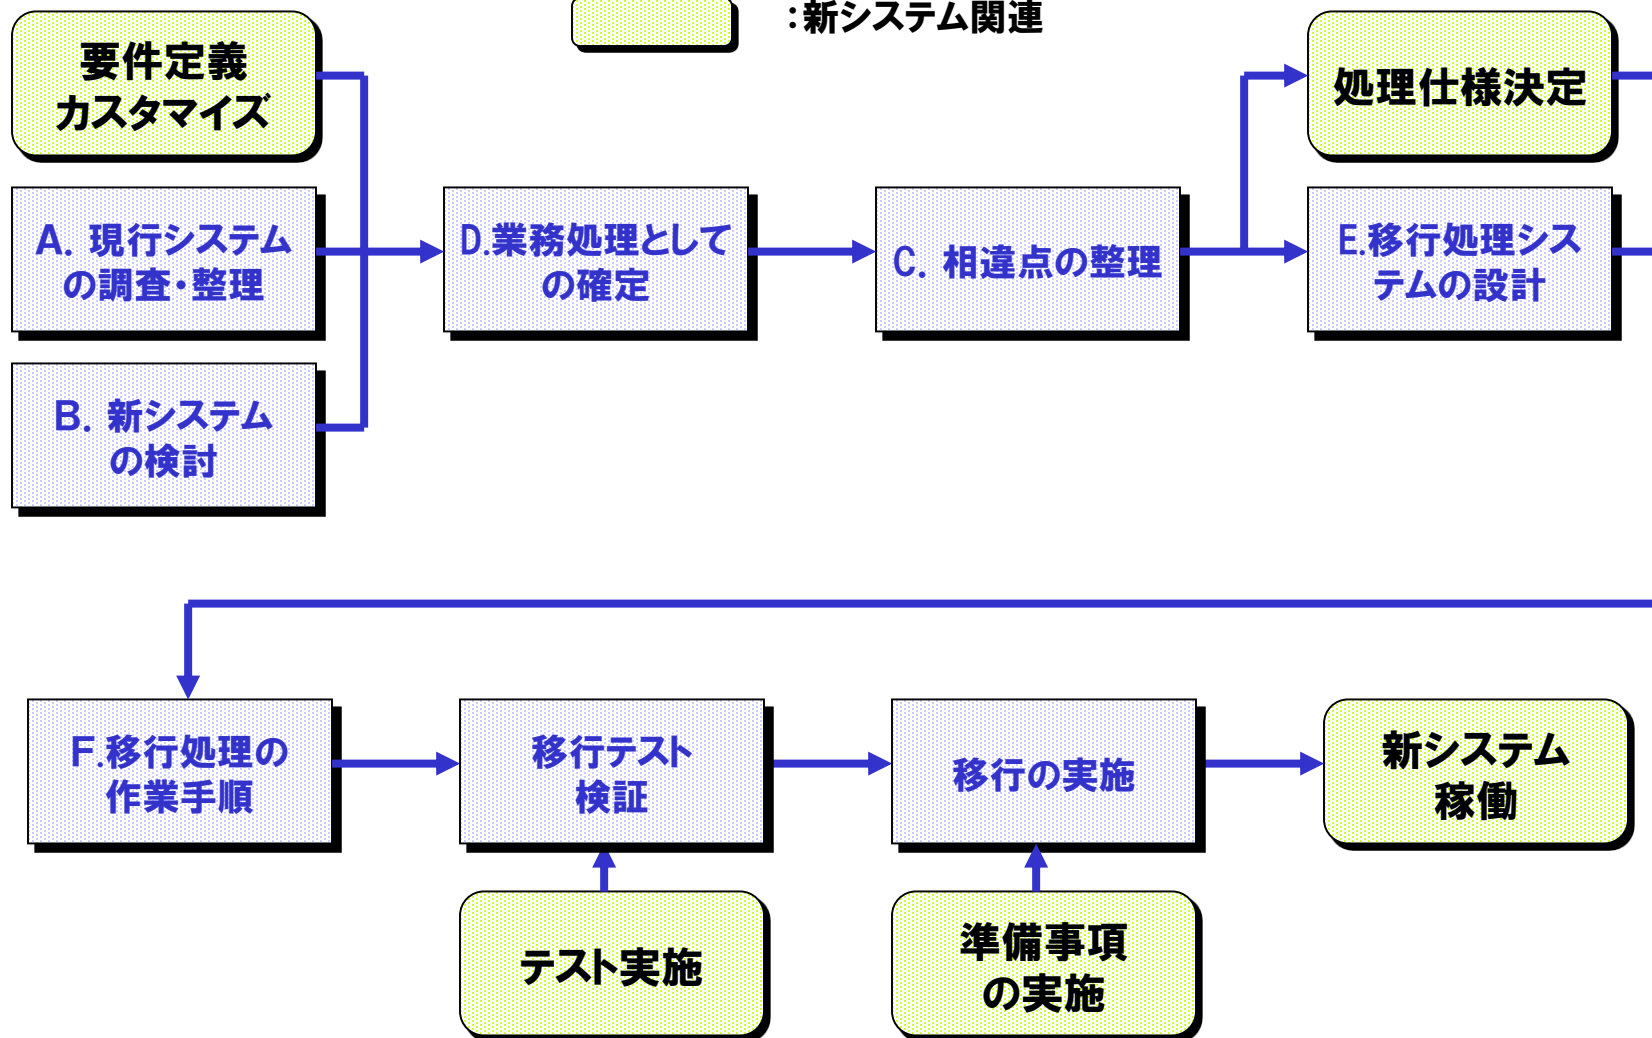 ：新システム関連
要件定義
カスタマイズ
処理仕様決定
A．現行システム
の調査・整理
D.業務処理として
の確定
C．相違点の整理
E.移行処理シス
テムの設計
B．新システム
の検討
F.移行処理の
作業手順
移行テスト
検証
移行の実施
新システム
稼働
テスト実施
準備事項
の実施